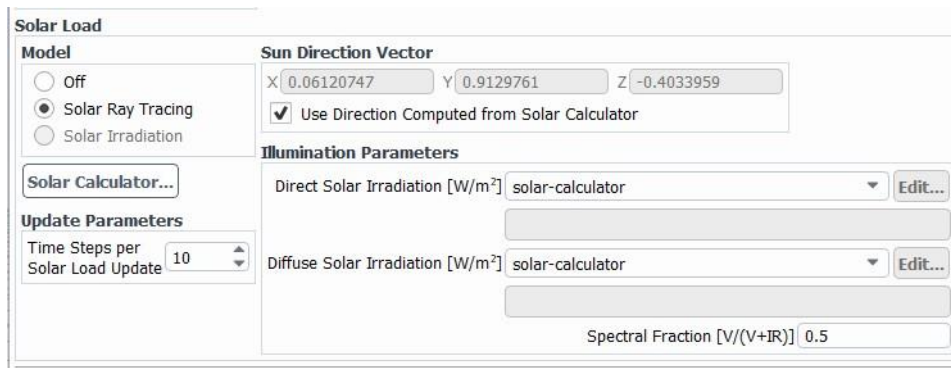 Solar Load
Model
Off
Solar Ray Tracing
Solar Irradiation
Solar Calculator...
Update Parameters
Time Steps per
Solar Load Update
10
Sun Direction Vector
X 0.06120747 Y 0.9129761 Z -0.4033959
Use Direction Computed from Solar Calculator
Illumination Parameters
Direct Solar Irradiation [W/m²] solar-calculator Edit...
Diffuse Solar Irradiation [W/m²] solar-calculator Edit...
Spectral Fraction [V/(V+IR)] 0.5